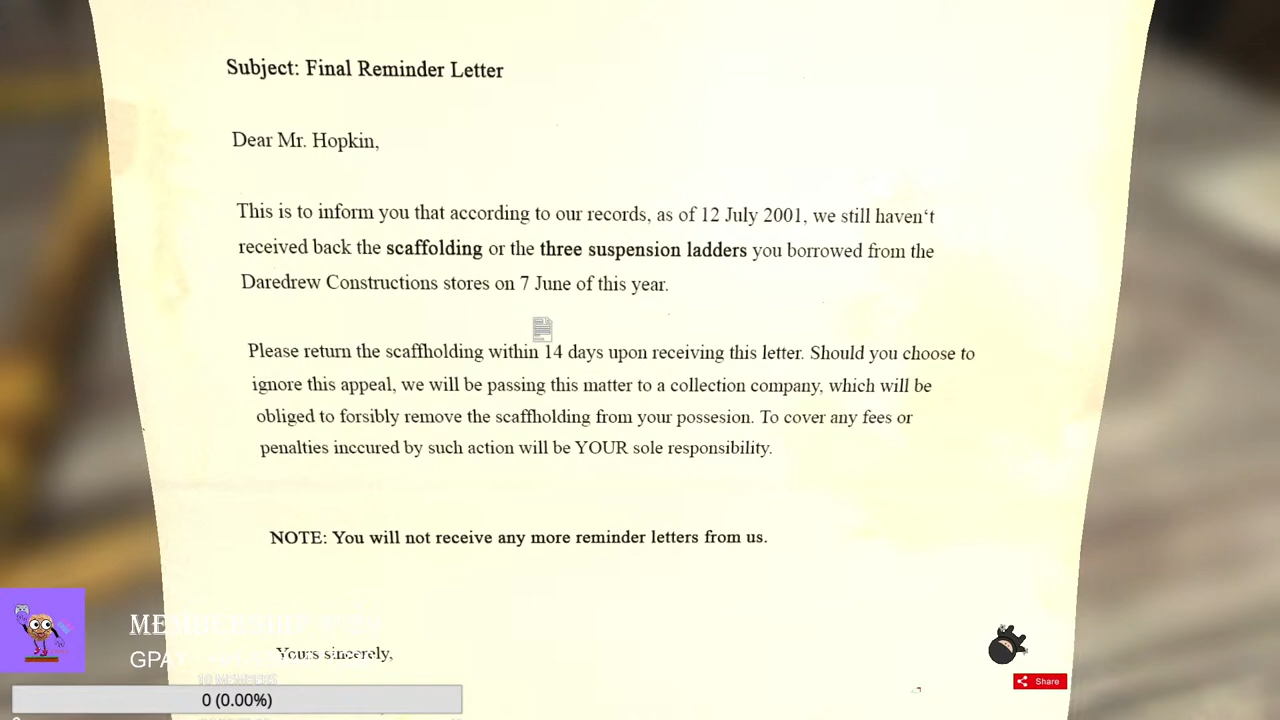 Subject: Final Reminder Letter
Dear Mr. Hopkin,
This is to inform you that according to our records, as of 12 July 2001, we still haven‘t
received back the scaffolding or the three suspension ladders you borrowed from the
Daredrew Constructions stores on 7 June of this year.
Please return the scaffholding within 14 days upon receiving this letter. Should you choose to
ignore this appeal, we will be passing this matter to a collection company, which will be
obliged to forsibly remove the scaffholding from your possesion. To cover any fees or
penalties inccured by such action will be YOUR sole responsibility.
NOTE: You will not receive any more reminder letters from us.
Yours sincerely,
GPAY
10 MEMBERS
0 (0.00%)
Share